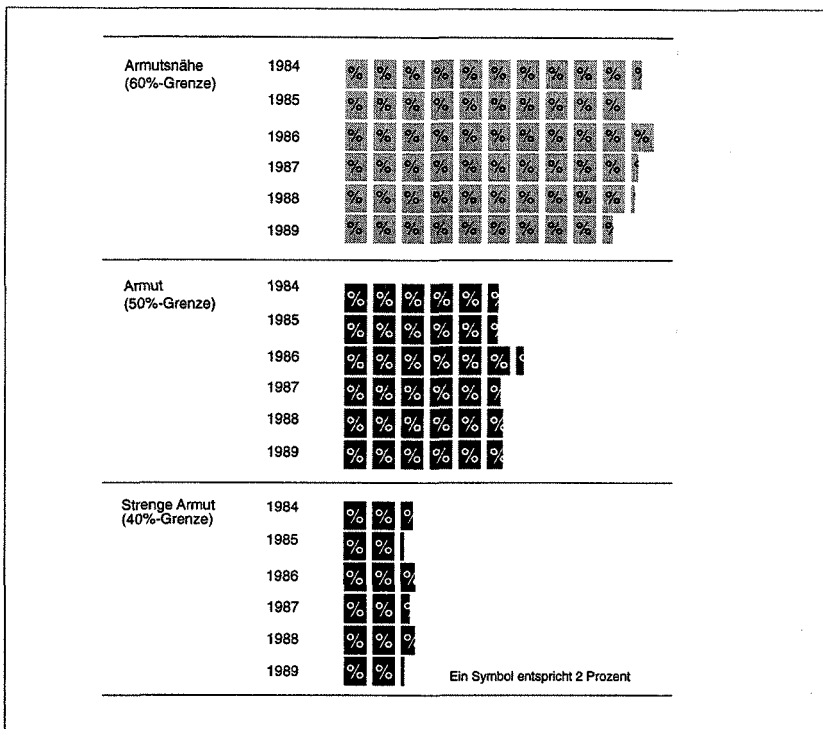 Armutsnähe 1984 % % % % % % % % % % %
(60%-Grenze)
1985 % % % % % % % % % %
1986 % % % % % % % % % % %
1987 % % % % % % % % % % %
1988 % % % % % % % % % %
1989 % % % % % % % % % %
Armut 1984 % % % % % %
(50%-Grenze)
1985 % % % % % %
1986 % % % % % % %
1987 % % % % % %
1988 % % % % % %
1989 % % % % % %
Strenge Armut 1984 % % %
(40%-Grenze)
1985 % %
1986 % % %
1987 % % %
1988 % % %
1989 % %
Ein Symbol entspricht 2 Prozent